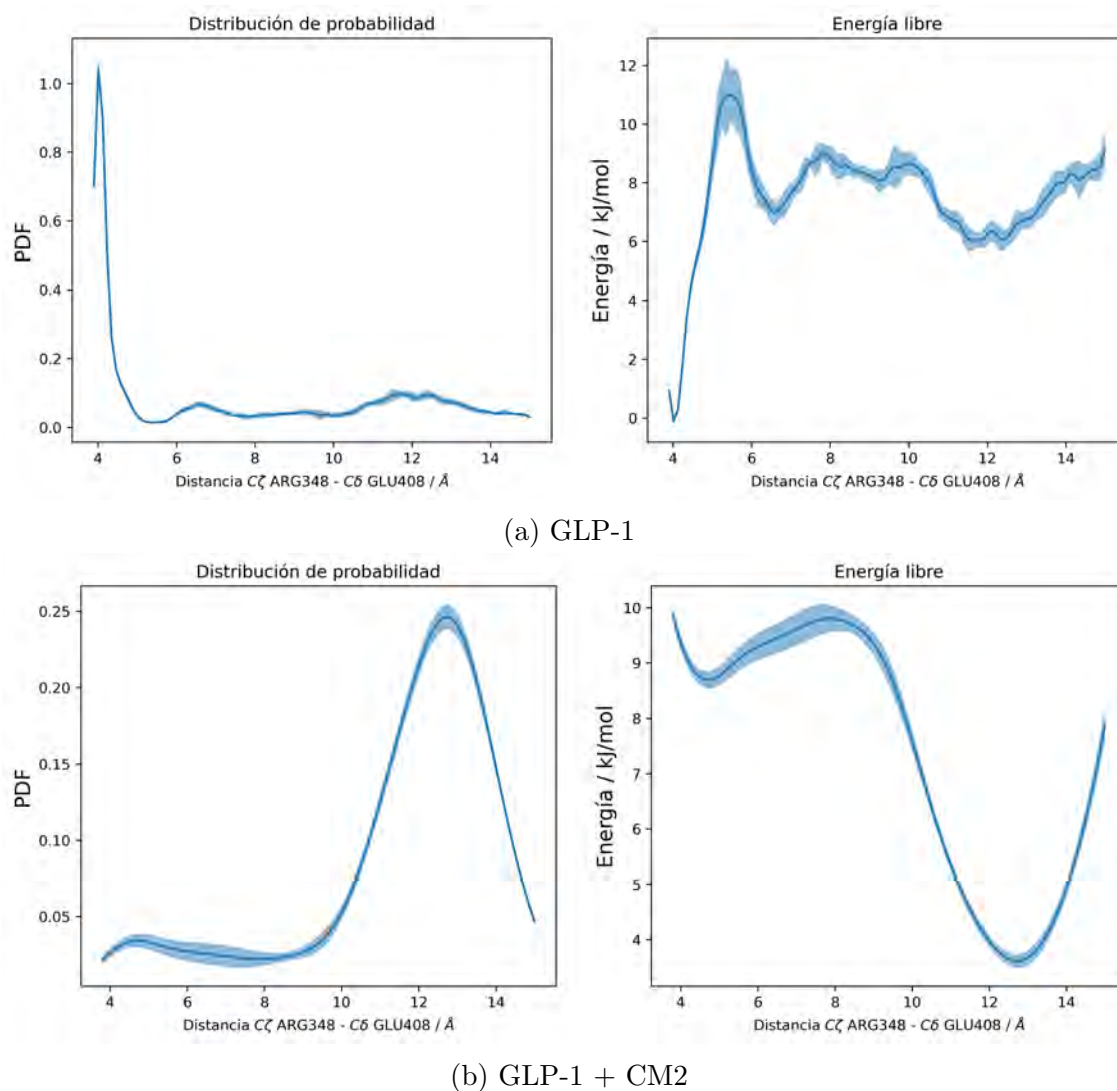 Distribución de probabilidad
Energía libre
PDF
1.0
0.8
0.6
0.4
0.2
0.0
4 6 8 10 12 14
Distancia Cζ ARG348 - Cδ GLU408 / Å
Energía / kJ/mol
12
10
8
6
4
2
0
4 6 8 10 12 14
Distancia Cζ ARG348 - Cδ GLU408 / Å
(a) GLP-1
Distribución de probabilidad
Energía libre
PDF
0.25
0.20
0.15
0.10
0.05
4 6 8 10 12 14
Distancia Cζ ARG348 - Cδ GLU408 / Å
Energía / kJ/mol
10
9
8
7
6
5
4
4 6 8 10 12 14
Distancia Cζ ARG348 - Cδ GLU408 / Å
(b) GLP-1 + CM2